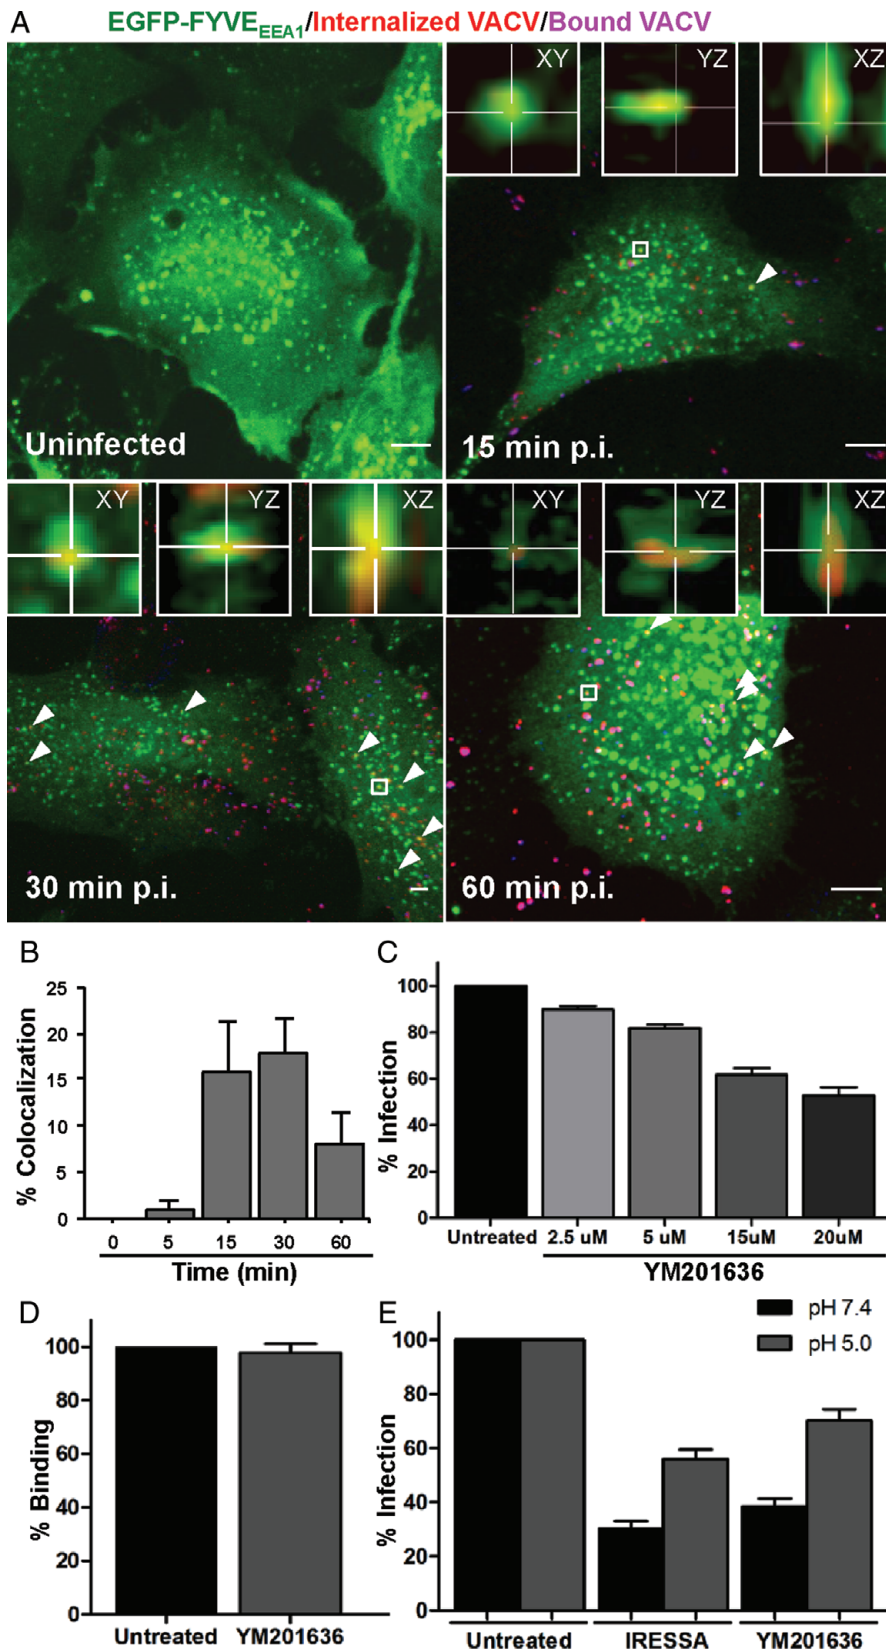 A
EGFP-FYVE EEA1/Internalized VACV/Bound VACV
Uninfected
XY
YZ
XZ
15 min p.i.
XY
YZ
XZ
30 min p.i.
XY
YZ
XZ
60 min p.i.
B
% Colocalization
25
20
15
10
5
0
0 5 15 30 60
Time (min)
C
% Infection
100
80
60
40
20
0
Untreated 2.5 uM 5 uM 15uM 20uM
YM201636
D
% Binding
100
80
60
40
20
0
Untreated YM201636
E
pH 7.4
pH 5.0
% Infection
100
80
60
40
20
0
Untreated IRESSA YM201636